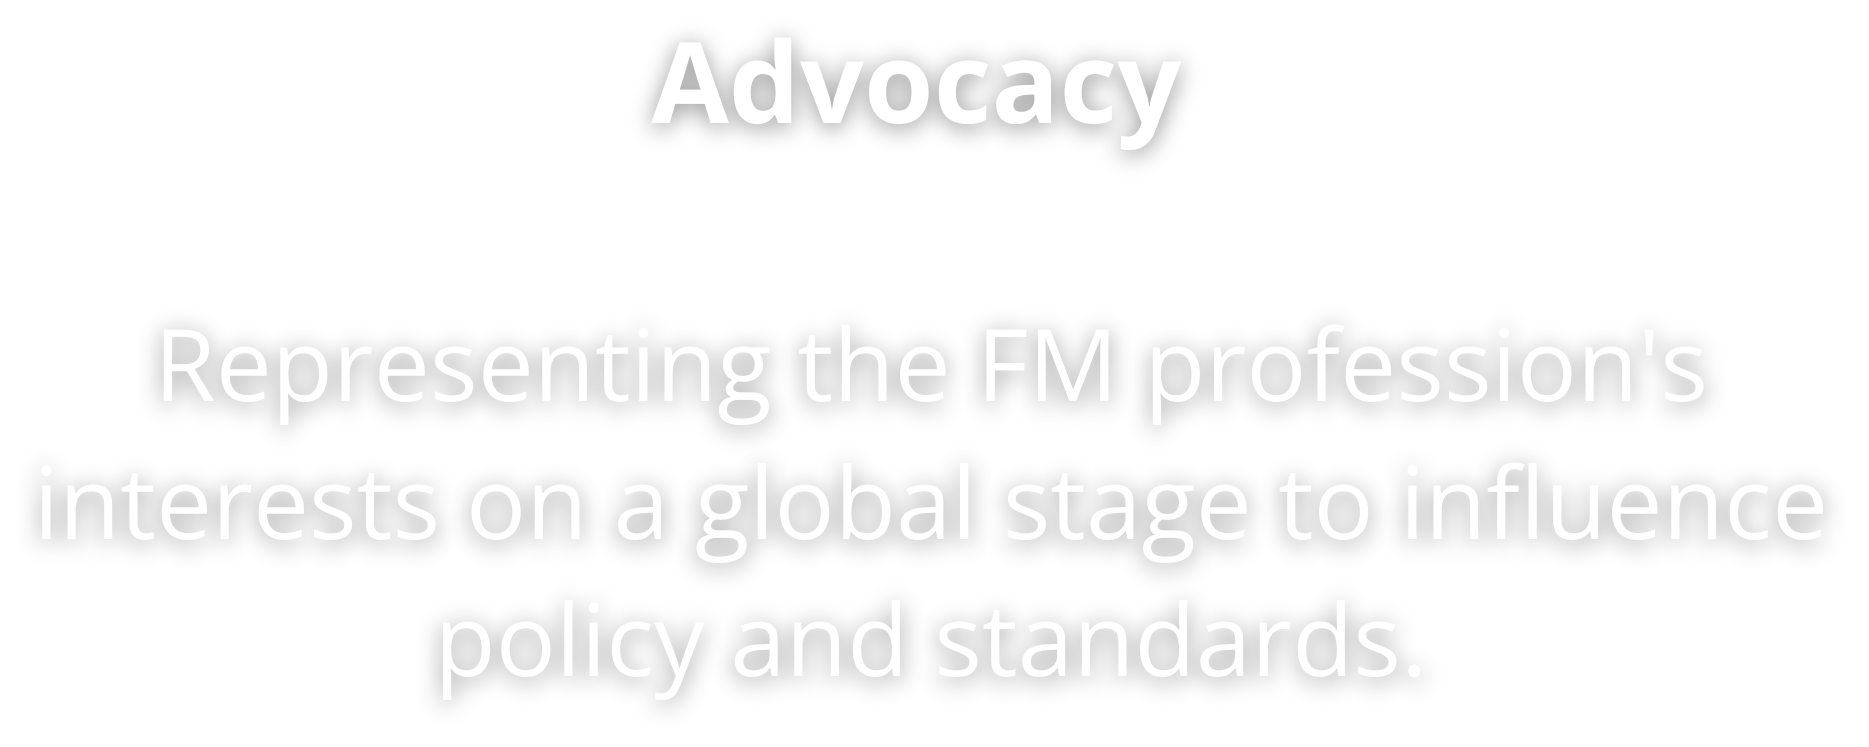 Advocacy
Representing the FM profession's
interests on a global stage to influence
policy and standards.